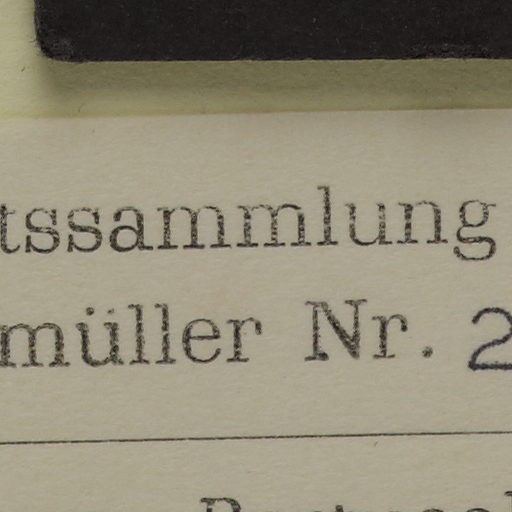 tssammlung
müller Nr. 2